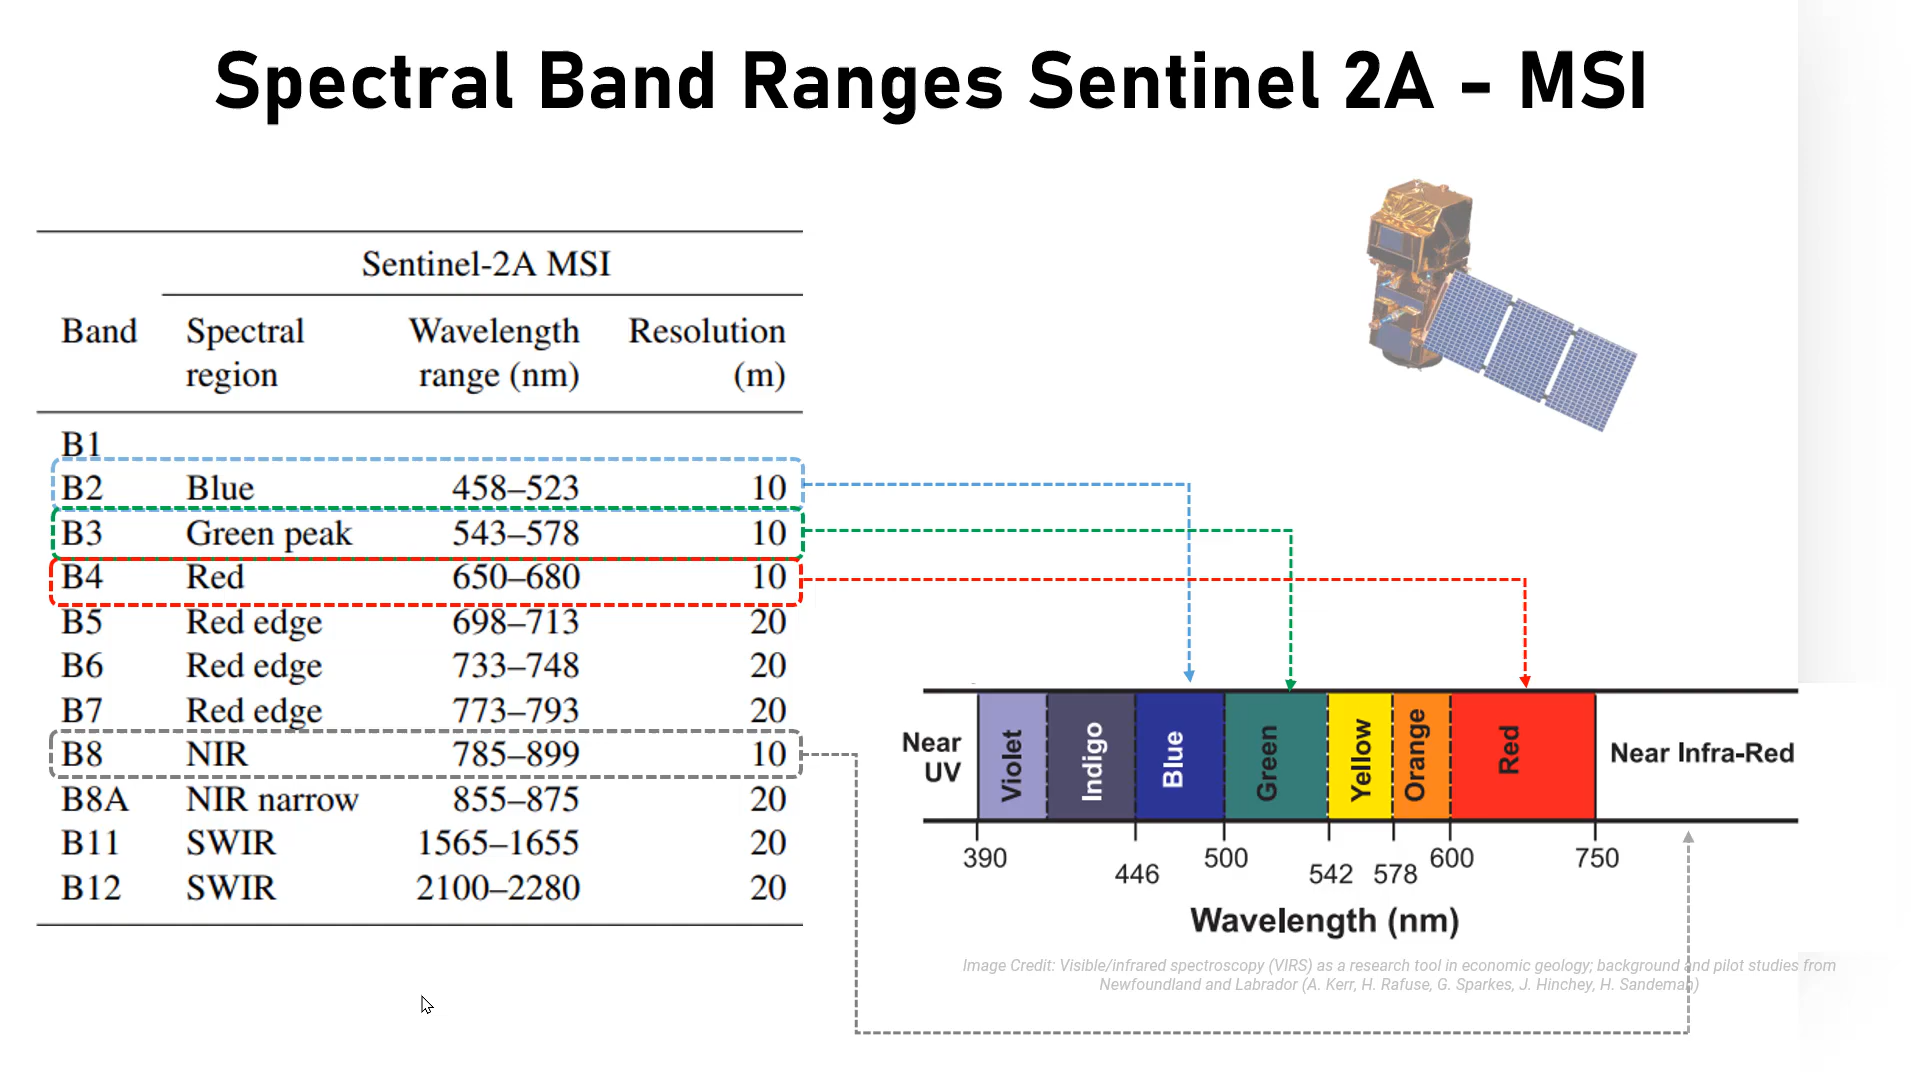 Spectral Band Ranges Sentinel 2A - MSI
Sentinel-2A MSI
Band Spectral region Wavelength range (nm) Resolution (m)
B1
B2 Blue 458–523 10
B3 Green peak 543–578 10
B4 Red 650–680 10
B5 Red edge 698–713 20
B6 Red edge 733–748 20
B7 Red edge 773–793 20
B8 NIR 785–899 10
B8A NIR narrow 855–875 20
B11 SWIR 1565–1655 20
B12 SWIR 2100–2280 20
Near UV
Violet
Indigo
Blue
Green
Yellow
Orange
Red
Near Infra-Red
390 446 500 542 578 600 750
Wavelength (nm)
Image Credit: Visible/infrared spectroscopy (VIRS) as a research tool in economic geology; background and pilot studies from
Newfoundland and Labrador (A. Kerr, H. Rafuse, G. Sparkes, J. Hinchey, H. Sandeman)